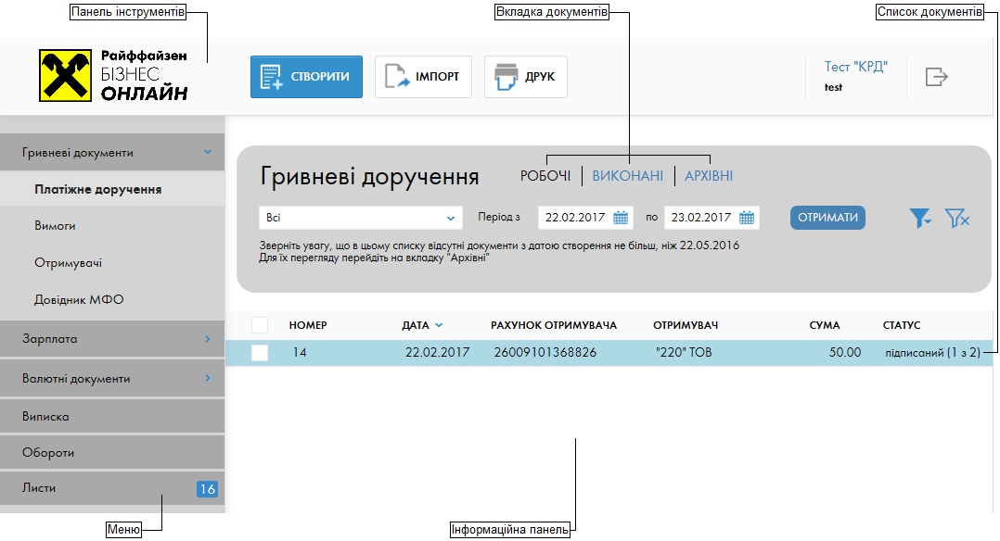 Панель інструментів
Вкладка документів
Список документів
Райффайзен
БІЗНЕС
ОНЛАЙН
СТВОРИТИ
ІМПОРТ
ДРУК
Тест "КРД"
test
Гривневі документи
Платіжне доручення
Вимоги
Отримувачі
Довідник МФО
Зарплата
Валютні документи
Виписка
Обороти
Листи 16
Гривневі доручення РОБОЧІ ВИКОНАНІ АРХІВНІ
Всі Період з 22.02.2017 по 23.02.2017 ОТРИМАТИ
Зверніть увагу, що в цьому списку відсутні документи з датою створення не більш, ніж 22.05.2016
Для їх перегляду перейдіть на вкладку "Архівні"
НОМЕР ДАТА РАХУНОК ОТРИМУВАЧА ОТРИМУВАЧ СУМА СТАТУС
14 22.02.2017 26009101368826 "220" ТОВ 50.00 підписаний (1 з 2)
Меню
Інформаційна панель